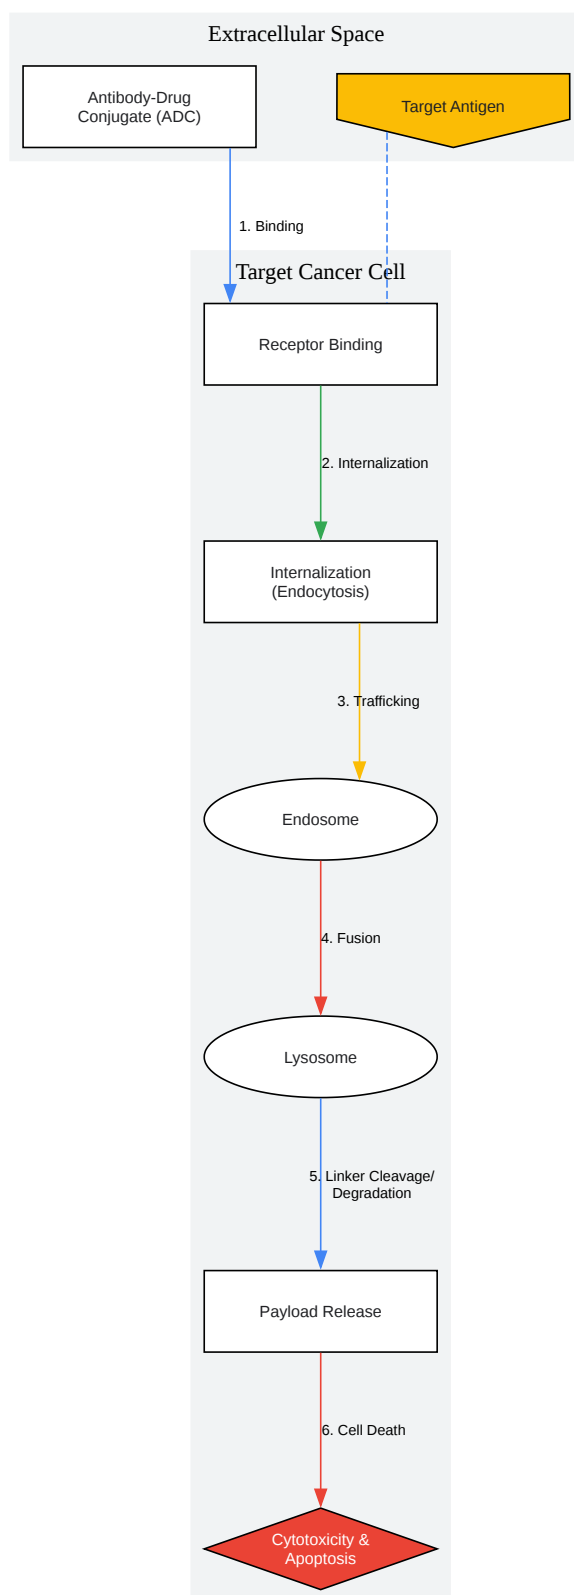 Extracellular Space
Antibody-Drug
Conjugate (ADC)
Target Antigen
1. Binding
Target Cancer Cell
Receptor Binding
2. Internalization
Internalization
(Endocytosis)
3. Trafficking
Endosome
4. Fusion
Lysosome
5. Linker Cleavage/
Degradation
Payload Release
6. Cell Death
Cytotoxicity &
Apoptosis